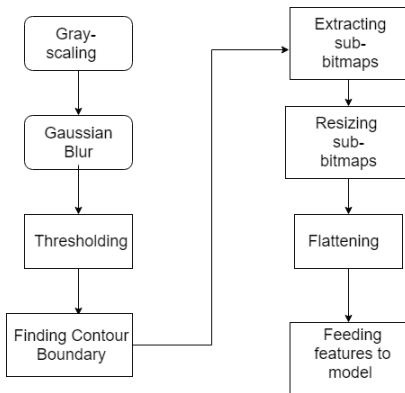 Gray-
scaling
Gaussian
Blur
Thresholding
Finding Contour
Boundary
Extracting
sub-
bitmaps
Resizing
sub-
bitmaps
Flattening
Feeding
features to
model